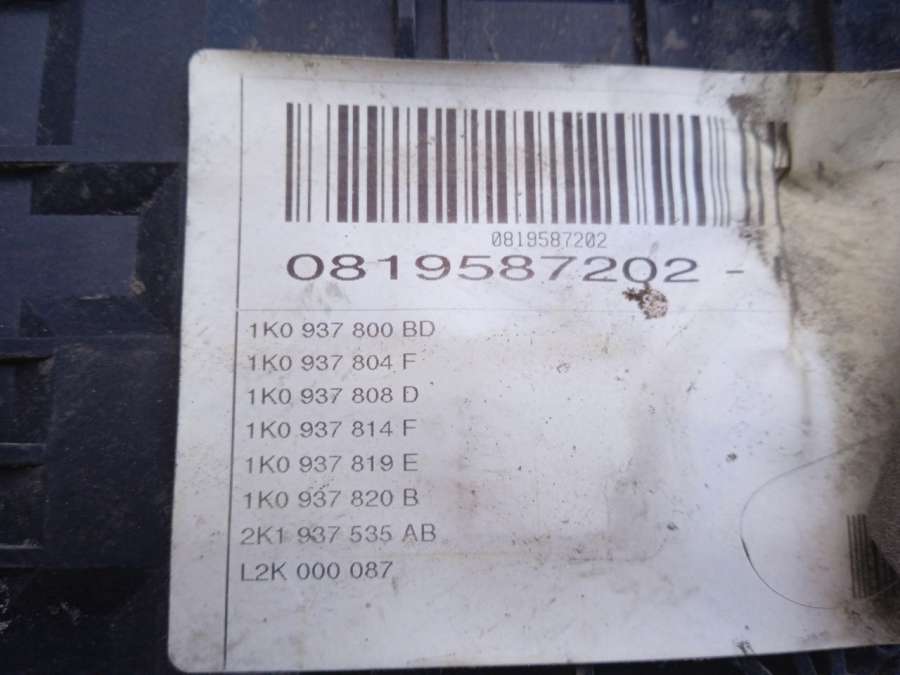 0819587202
0819587202 -
1K0 937 800 BD
1K0 937 804 F
1K0 937 808 D
1K0 937 814 F
1K0 937 819 E
1K0 937 820 B
2K1 937 535 AB
L2K 000 087